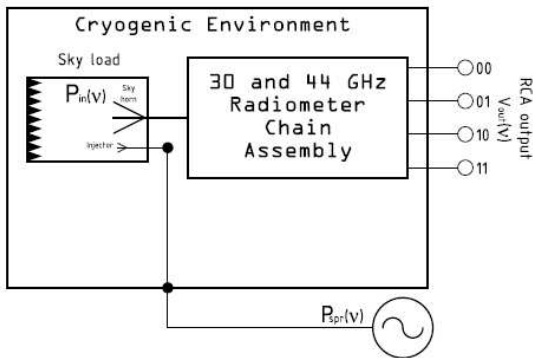 Cryogenic Environment
Sky load
Pin(ν)
Sky
horn
Injector
30 and 44 GHz
Radiometer
Chain
Assembly
00
01
10
11
RCA output
Vout(ν)
Pspr(ν)